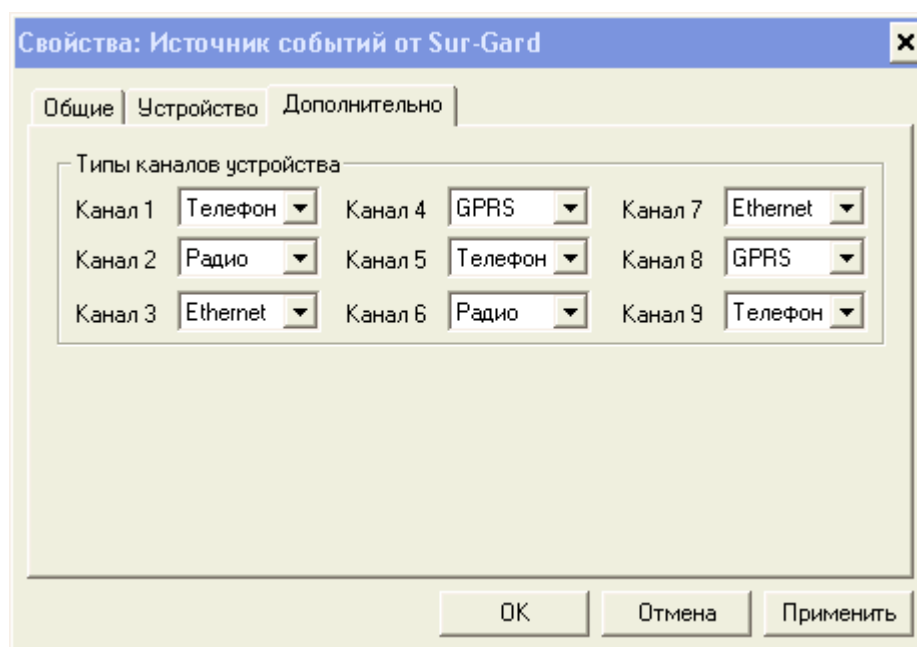 Свойства: Источник событий от Sur-Gard
Общие Устройство Дополнительно
Типы каналов устройства
Канал 1 Телефон Канал 4 GPRS Канал 7 Ethernet
Канал 2 Радио Канал 5 Телефон Канал 8 GPRS
Канал 3 Ethernet Канал 6 Радио Канал 9 Телефон
OK Отмена Применить